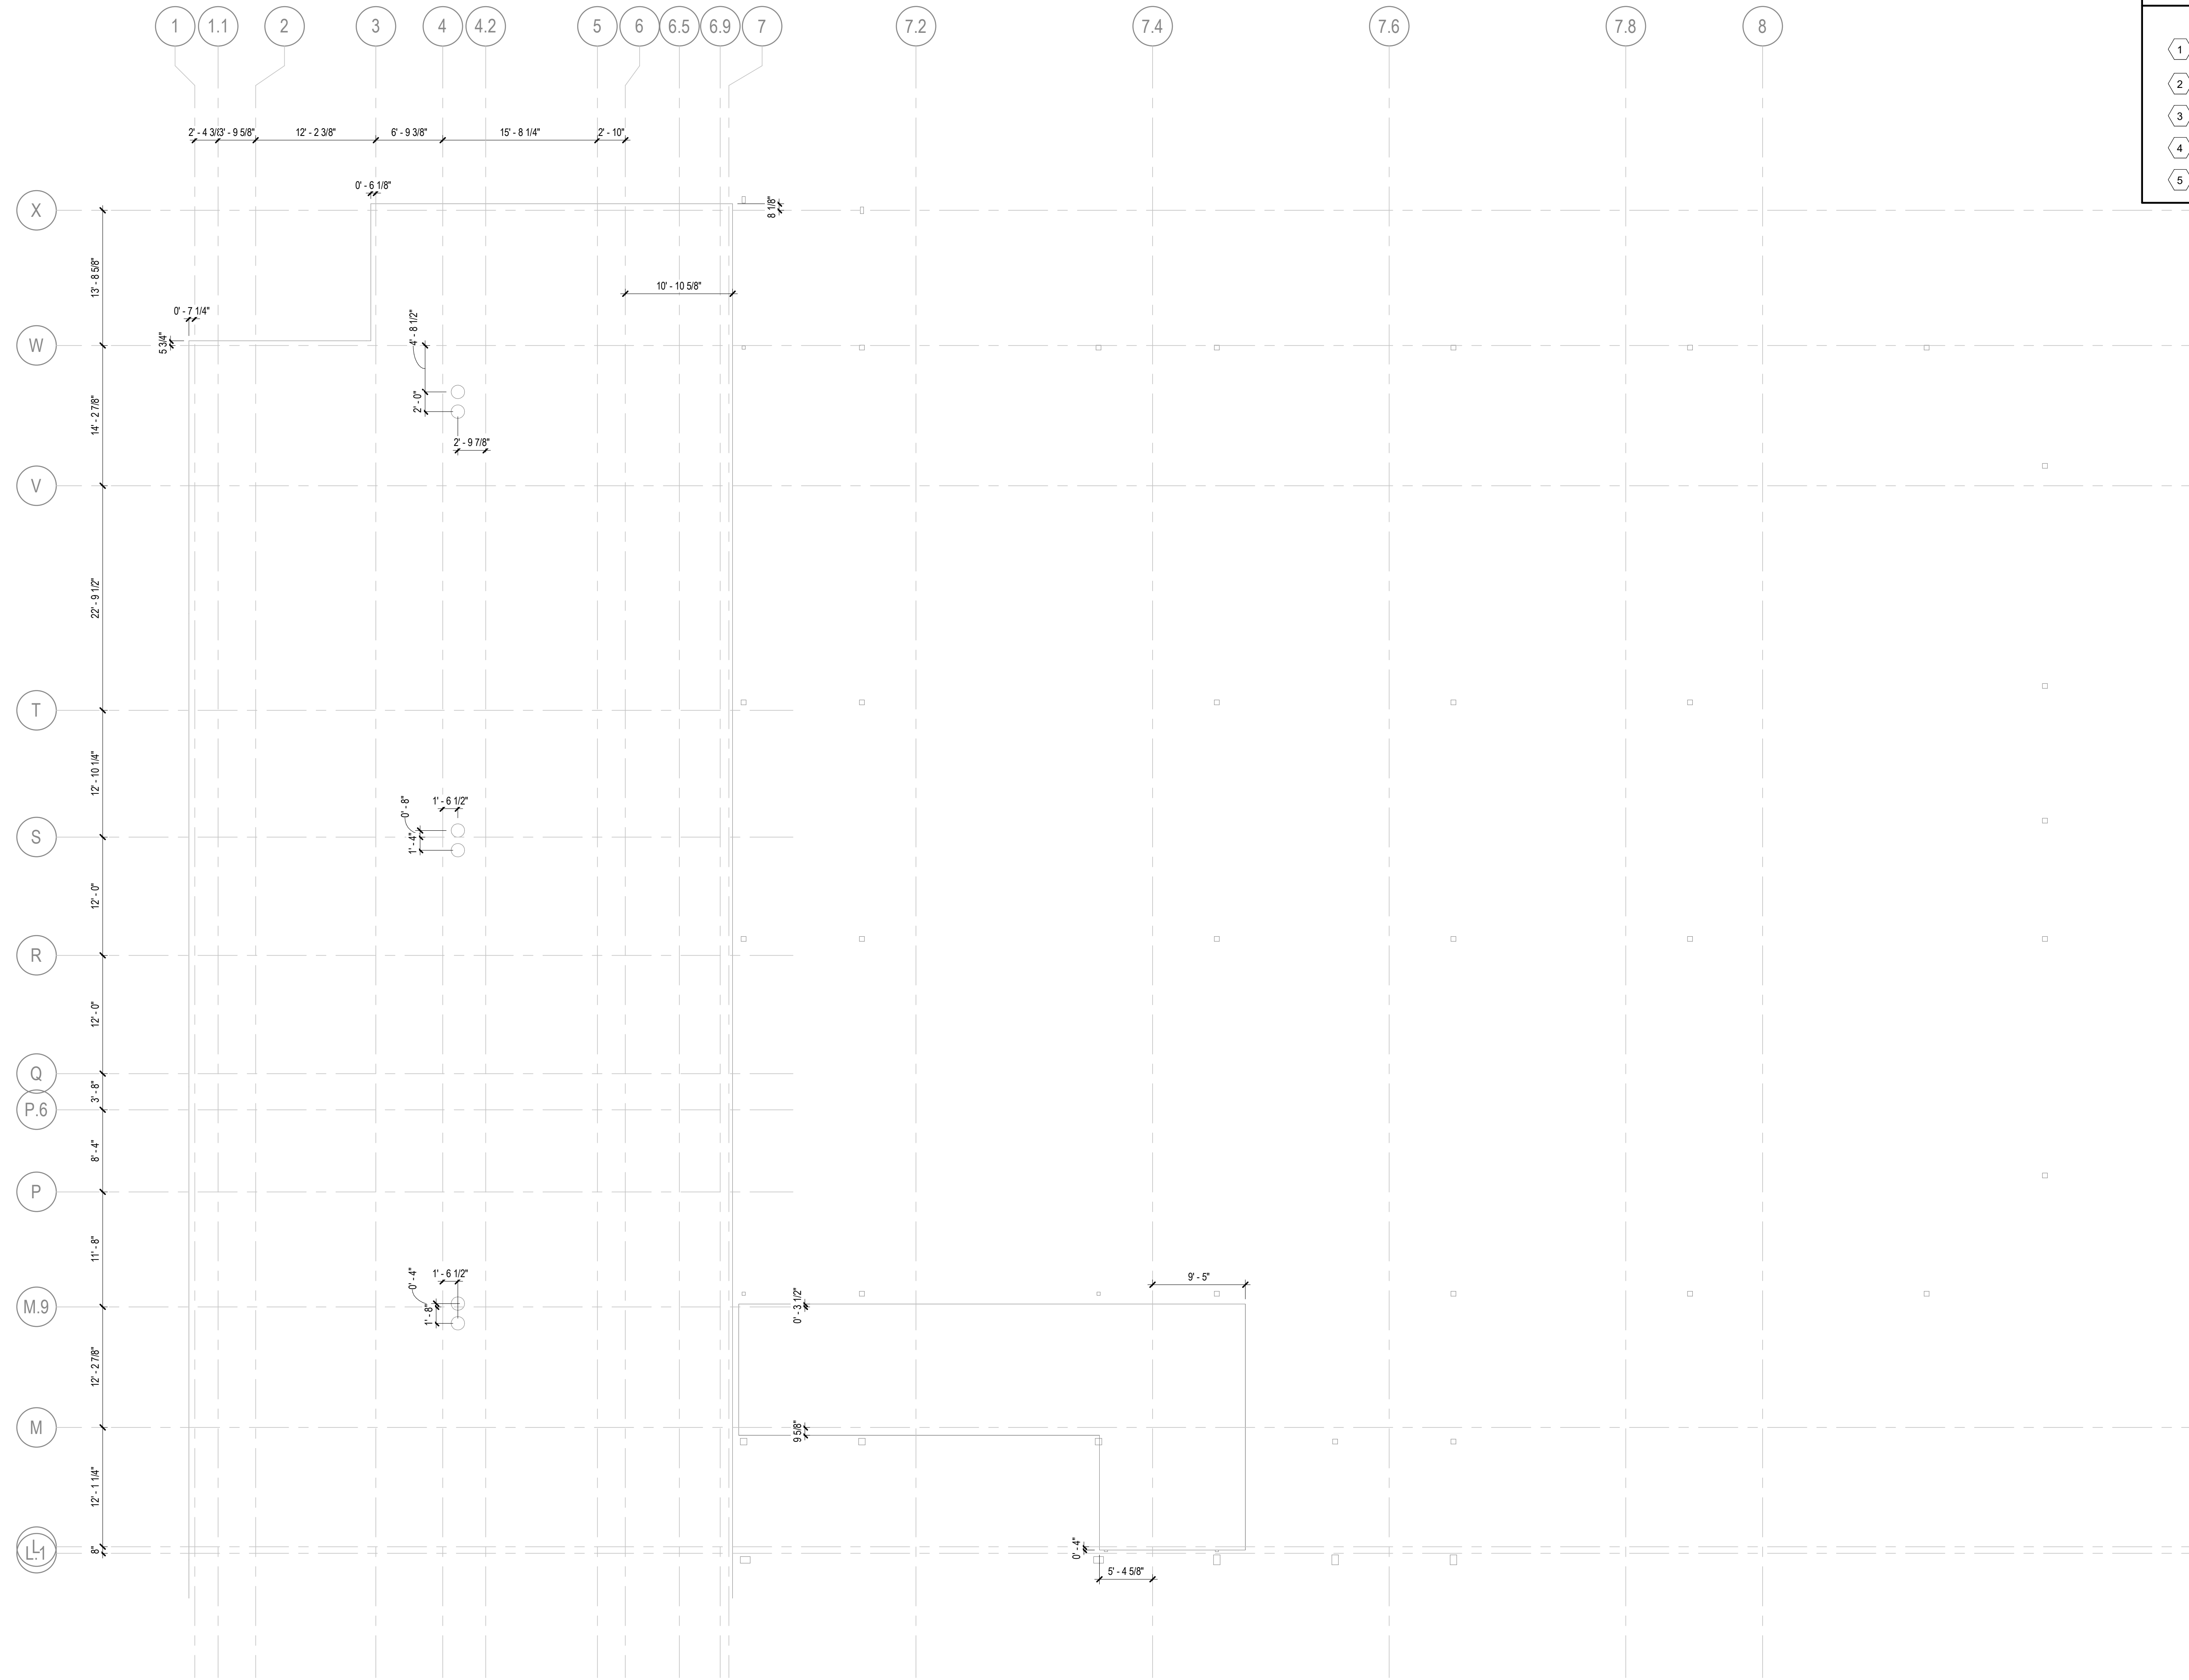 1 1.1 2 3 4 4.2 5 6 6.5 6.9 7 7.2 7.4 7.6 7.8 8
1
2
3
4
5
2' - 4 3/ 3' - 9 5/8" 12' - 2 3/8" 6' - 9 3/8" 15' - 8 1/4" 2' - 10"
0' - 6 1/8"
8 1/8"
X
13' - 8 5/8"
10' - 10 5/8"
0' - 7 1/4"
5 3/4"
4' - 8 1/2"
W
2' - 0"
14' - 2 7/8"
2' - 9 7/8"
V
22' - 9 1/2"
T
12' - 10 1/4"
0' - 8"
1' - 6 1/2"
1' - 4"
S
12' - 0"
R
12' - 0"
Q
3' - 8"
P.6
8' - 4"
P
11' - 8"
0' - 4"
1' - 6 1/2"
9' - 5"
M.9
1' - 8"
0' - 3 1/2"
12' - 2 7/8"
M
9 5/8"
12' - 1 1/4"
L
L.1
8"
0' - 4"
5' - 4 5/8"